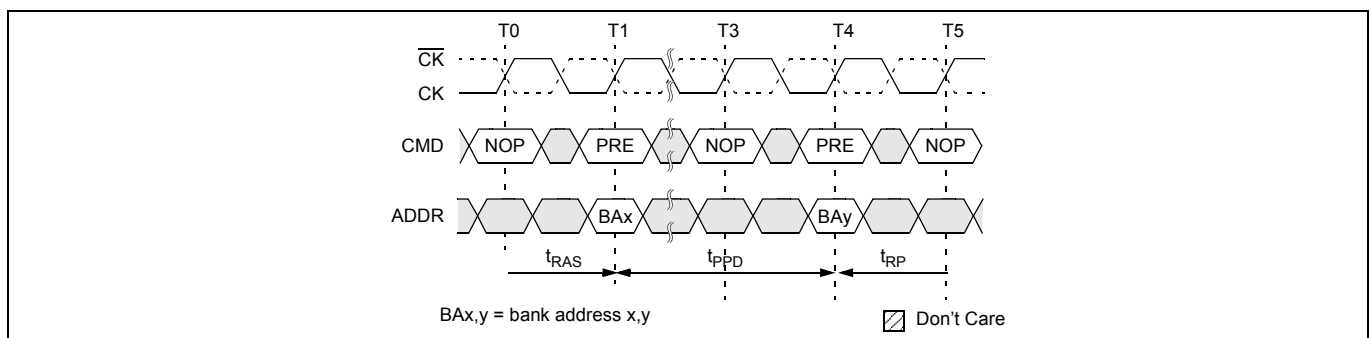 T0 T1 T3 T4 T5
CK
CK
CMD NOP PRE NOP PRE NOP
ADDR BAx BAy
tRAS tPPD tRP
BAx,y = bank address x,y Don't Care